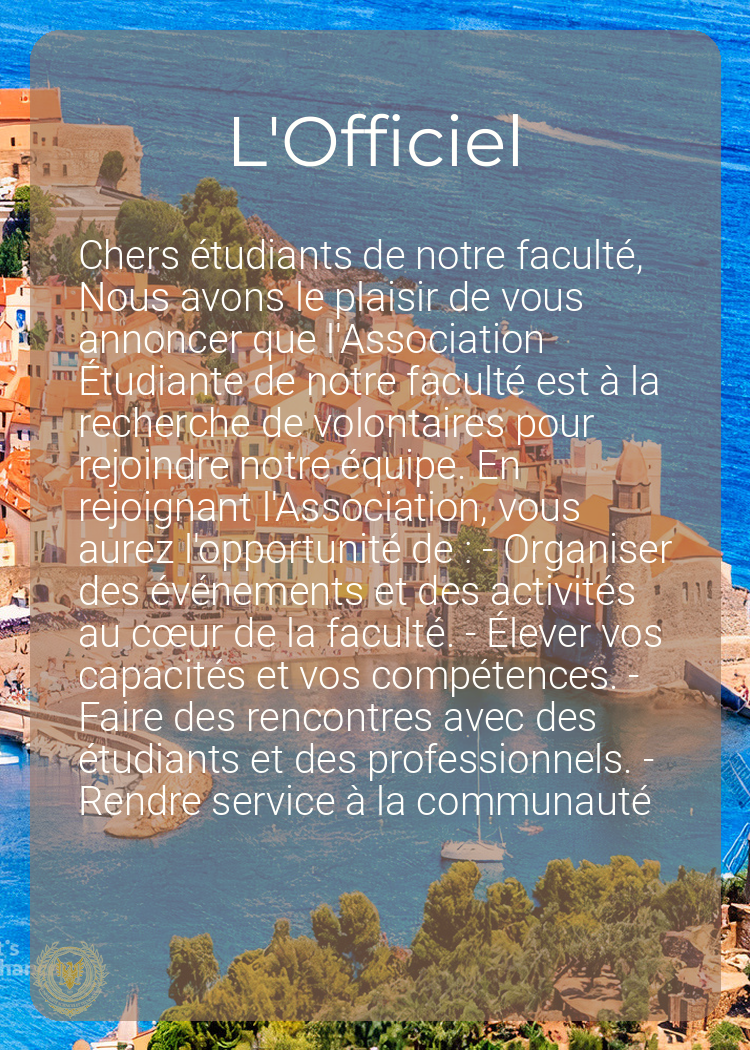 L'Officiel
Chers étudiants de notre faculté,
Nous avons le plaisir de vous
annoncer que l'Association
Étudiante de notre faculté est à la
recherche de volontaires pour
rejoindre notre équipe. En
rejoignant l'Association, vous
aurez l'opportunité de : - Organiser
des événements et des activités
au cœur de la faculté. - Élever vos
capacités et vos compétences. -
Faire des rencontres avec des
étudiants et des professionnels. -
Rendre service à la communauté